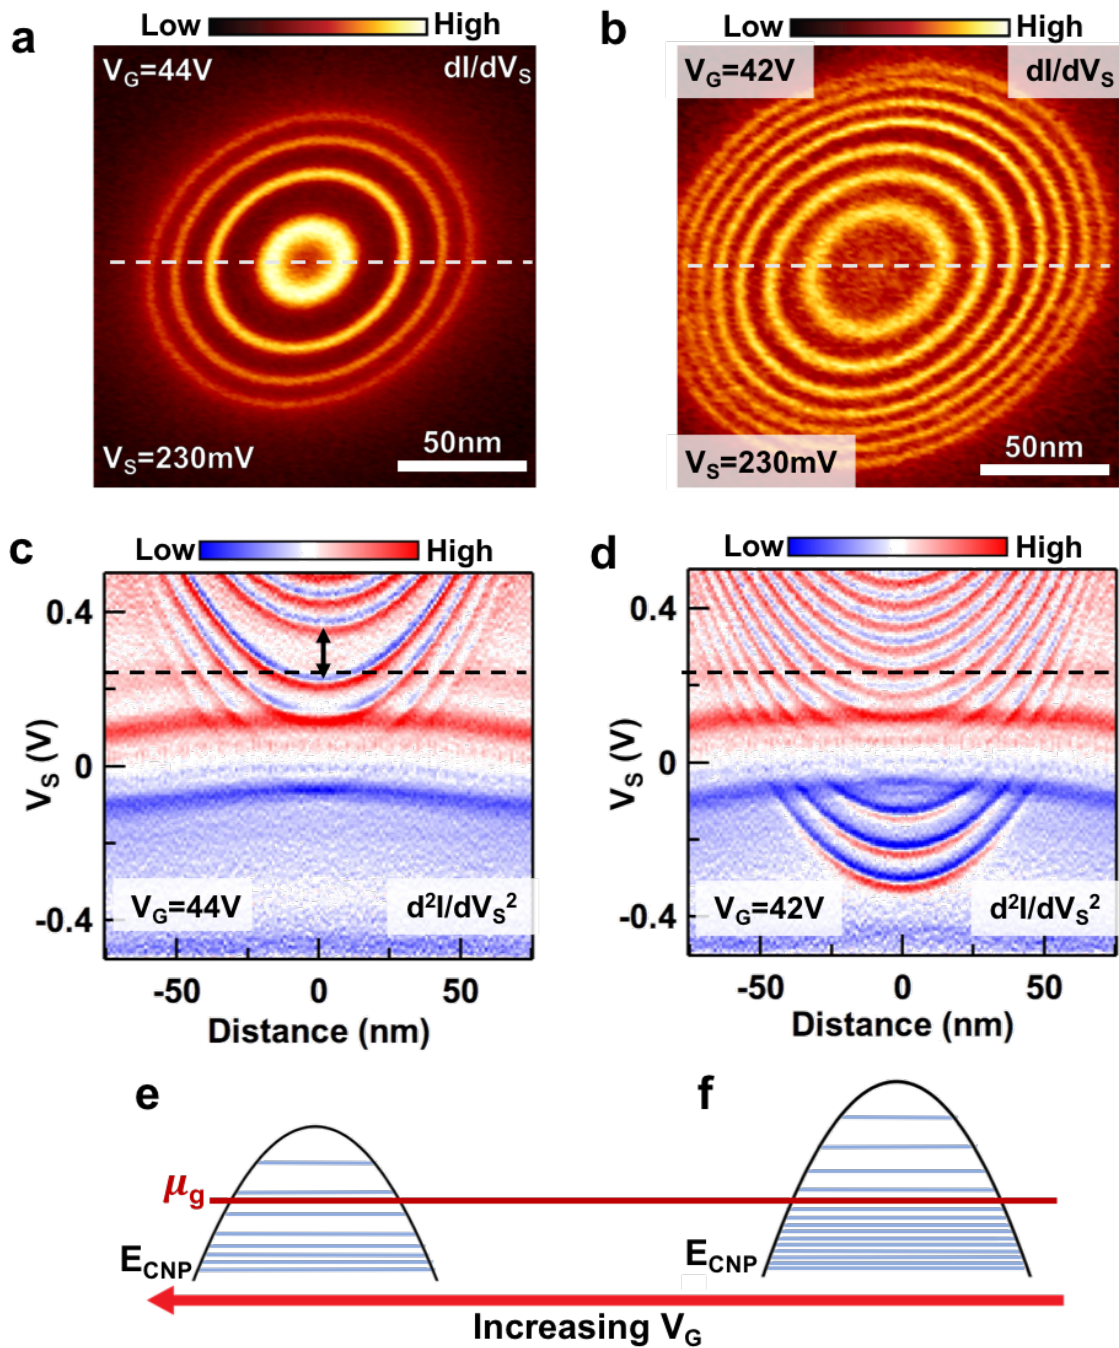 a
Low High
V_G=44V dI/dV_S
V_S=230mV 50nm
b
Low High
V_G=42V dI/dV_S
V_S=230mV 50nm
c
Low High
0.4
0
-0.4
V_S (V)
V_G=44V d²I/dV_S²
-50 0 50
Distance (nm)
d
Low High
0.4
0
-0.4
V_G=42V d²I/dV_S²
-50 0 50
Distance (nm)
e
f
μ_g
E_CNP
E_CNP
Increasing V_G